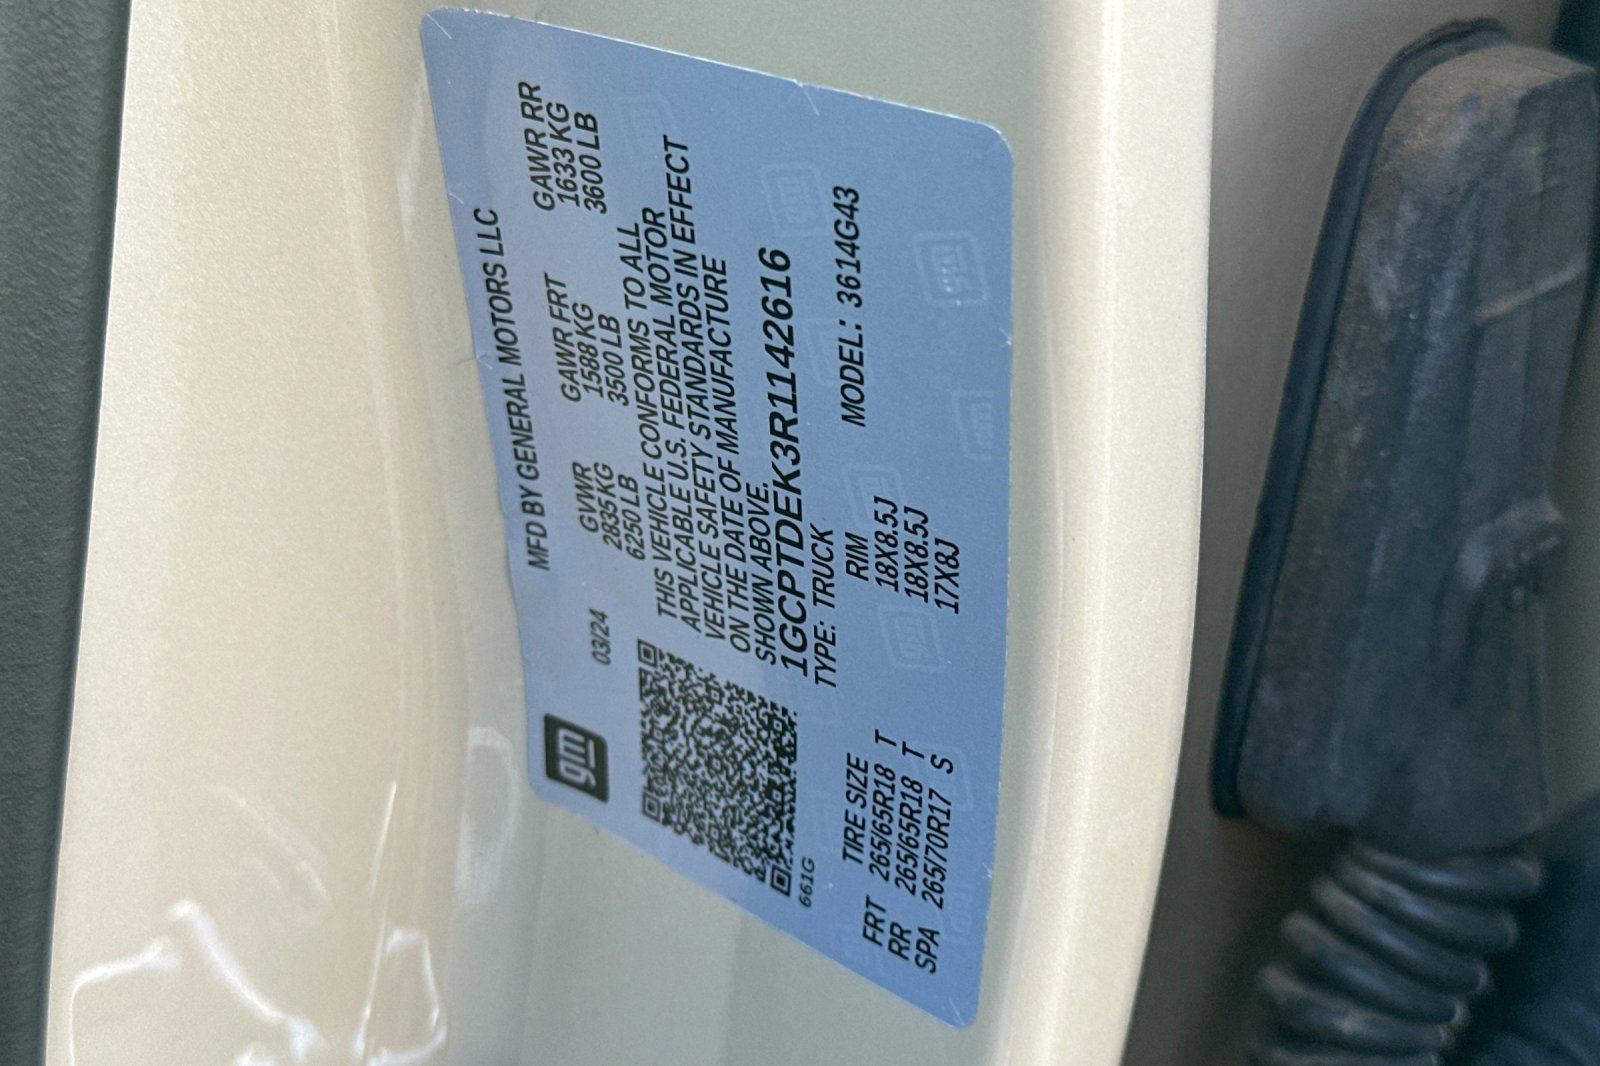 MFD BY GENERAL MOTORS LLC
gm
03/24
GVWR GAWR FRT GAWR RR
2835 KG 1588 KG 1633 KG
6250 LB 3500 LB 3600 LB
THIS VEHICLE CONFORMS TO ALL
APPLICABLE U.S. FEDERAL MOTOR
VEHICLE SAFETY STANDARDS IN EFFECT
ON THE DATE OF MANUFACTURE
SHOWN ABOVE.
1GCPTDEK3R1142616
661G
TYPE: TRUCK MODEL: 3614G43
TIRE SIZE RIM
FRT 265/65R18 T 18X8.5J
RR 265/65R18 T 18X8.5J
SPA 265/70R17 S 17X8J